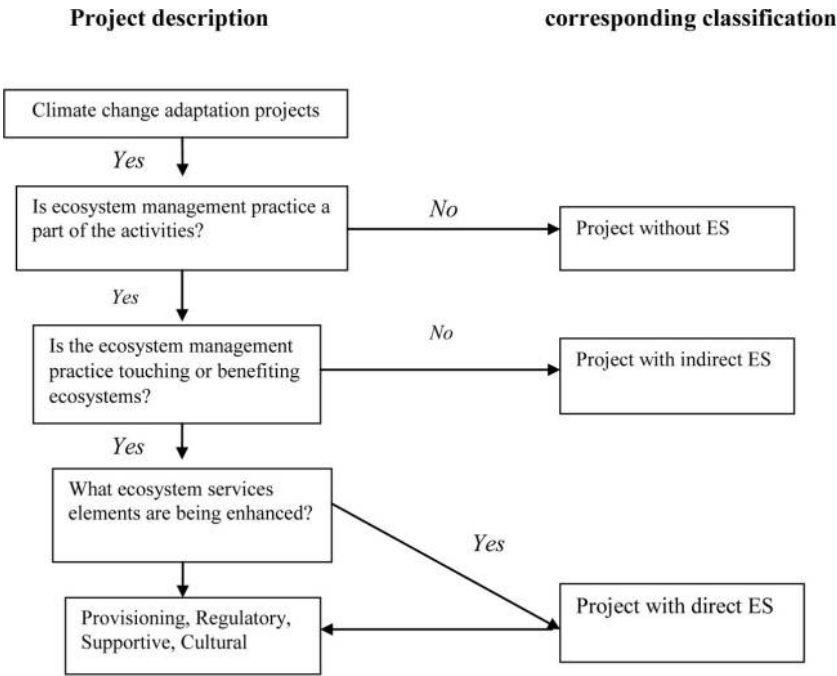 Project description
corresponding classification
Climate change adaptation projects
Yes
Is ecosystem management practice a
part of the activities?
No
Project without ES
Yes
Is the ecosystem management
practice touching or benefiting
ecosystems?
No
Project with indirect ES
Yes
What ecosystem services
elements are being enhanced?
Yes
Provisioning, Regulatory,
Supportive, Cultural
Project with direct ES